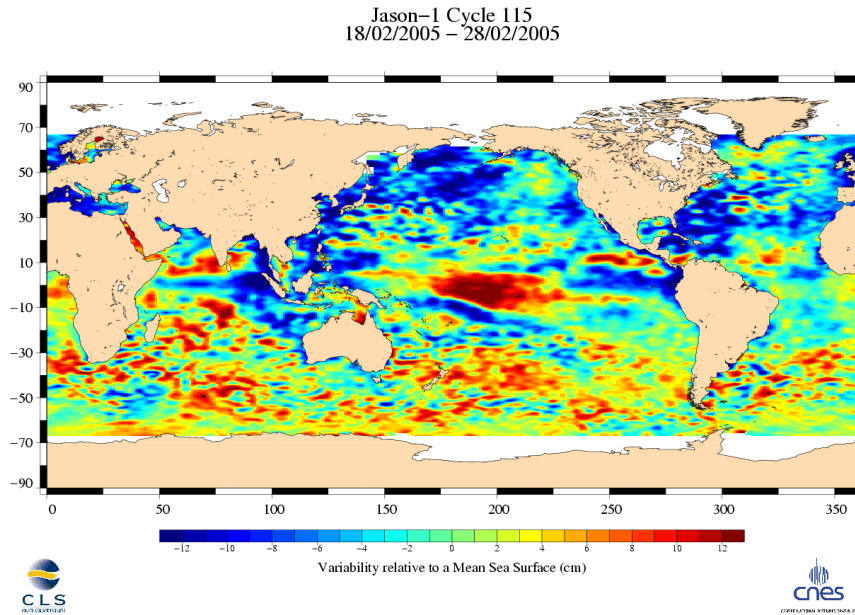 Jason-1 Cycle 115
18/02/2005 - 28/02/2005
90
70
50
30
10
-10
-30
-50
-70
-90
0 50 100 150 200 250 300 350
-12 -10 -8 -6 -4 -2 0 2 4 6 8 10 12
Variability relative to a Mean Sea Surface (cm)
CLS
cnes